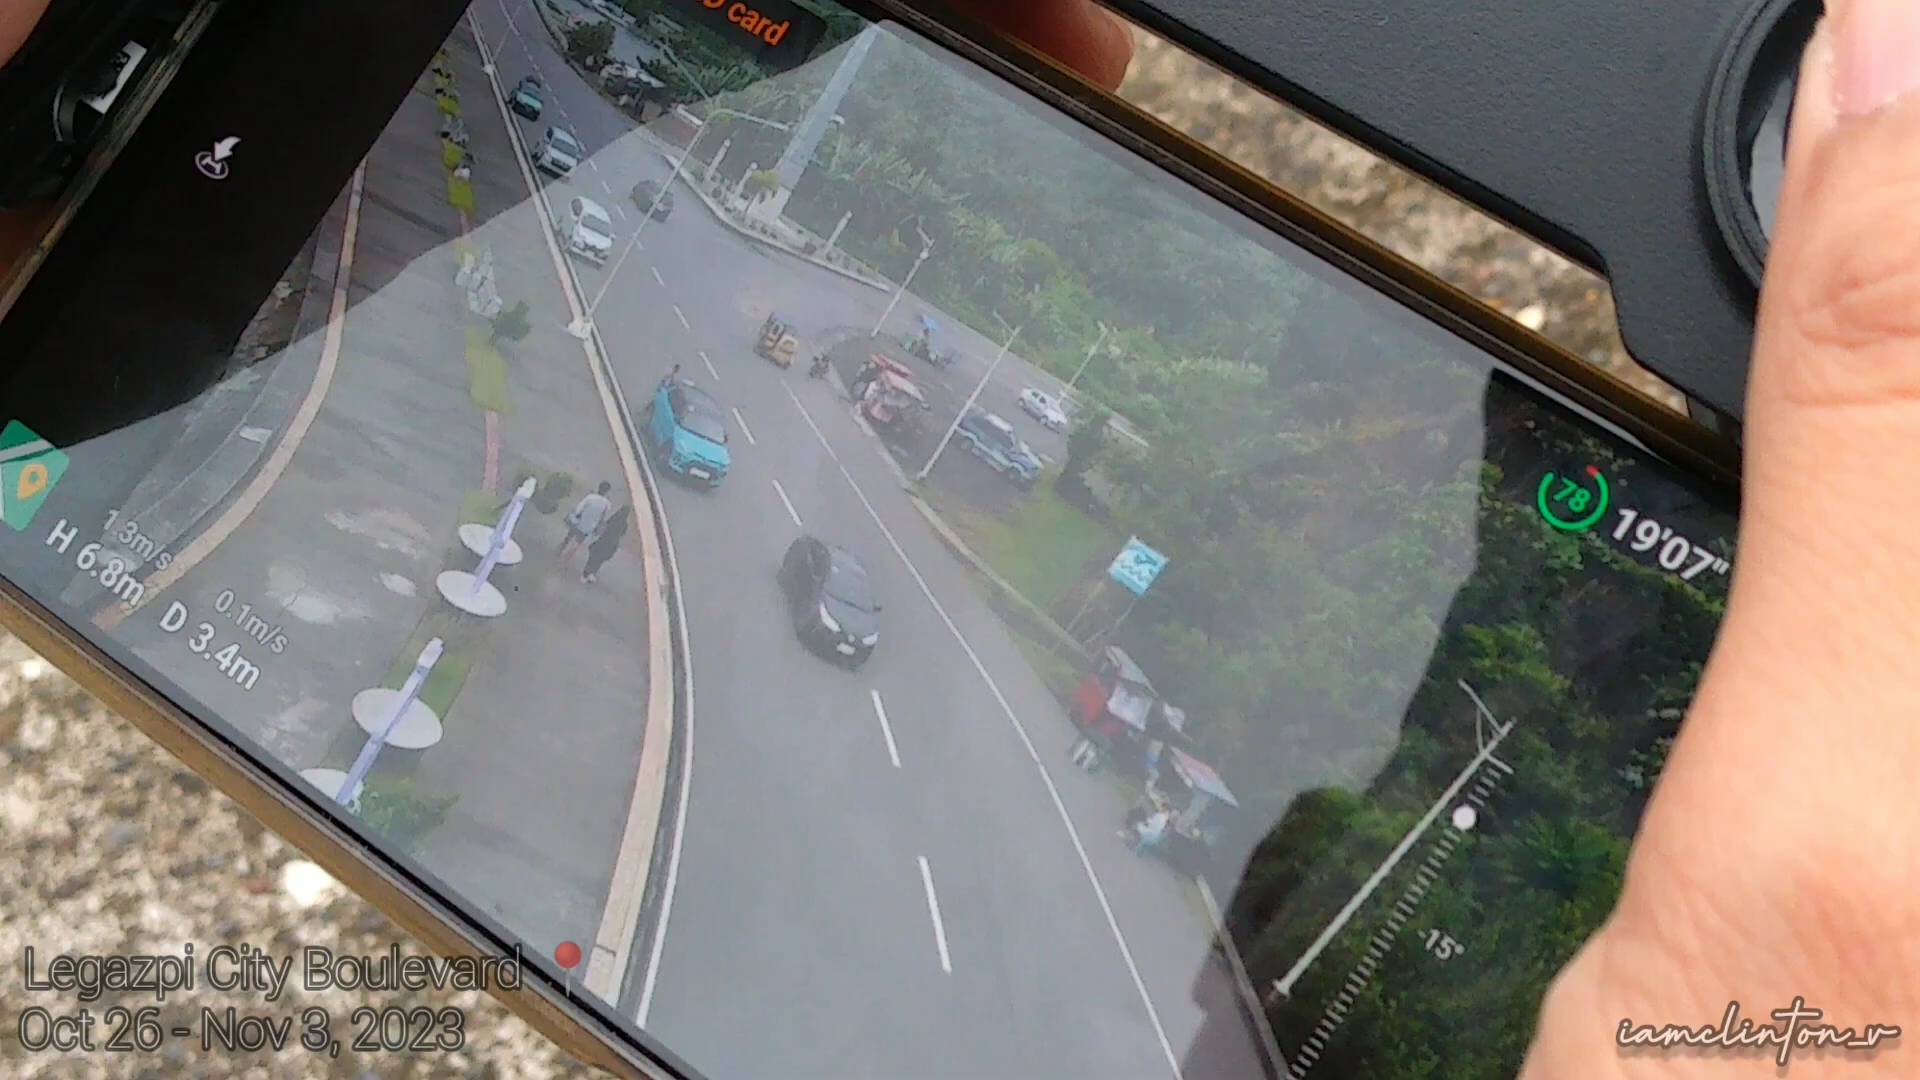 card
78
19'07"
1.3m/s
H 6.8m
0.1m/s
D 3.4m
-15°
Legazpi City Boulevard
Oct 26 - Nov 3, 2023
iamclinton_v